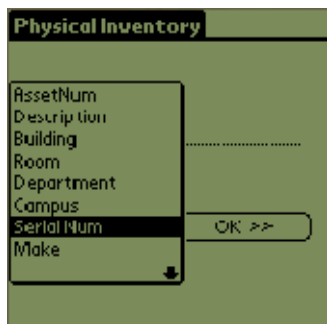 Physical Inventory
AssetNum
Description
Building
Room
Department
Campus
Serial Num
Make
OK >>